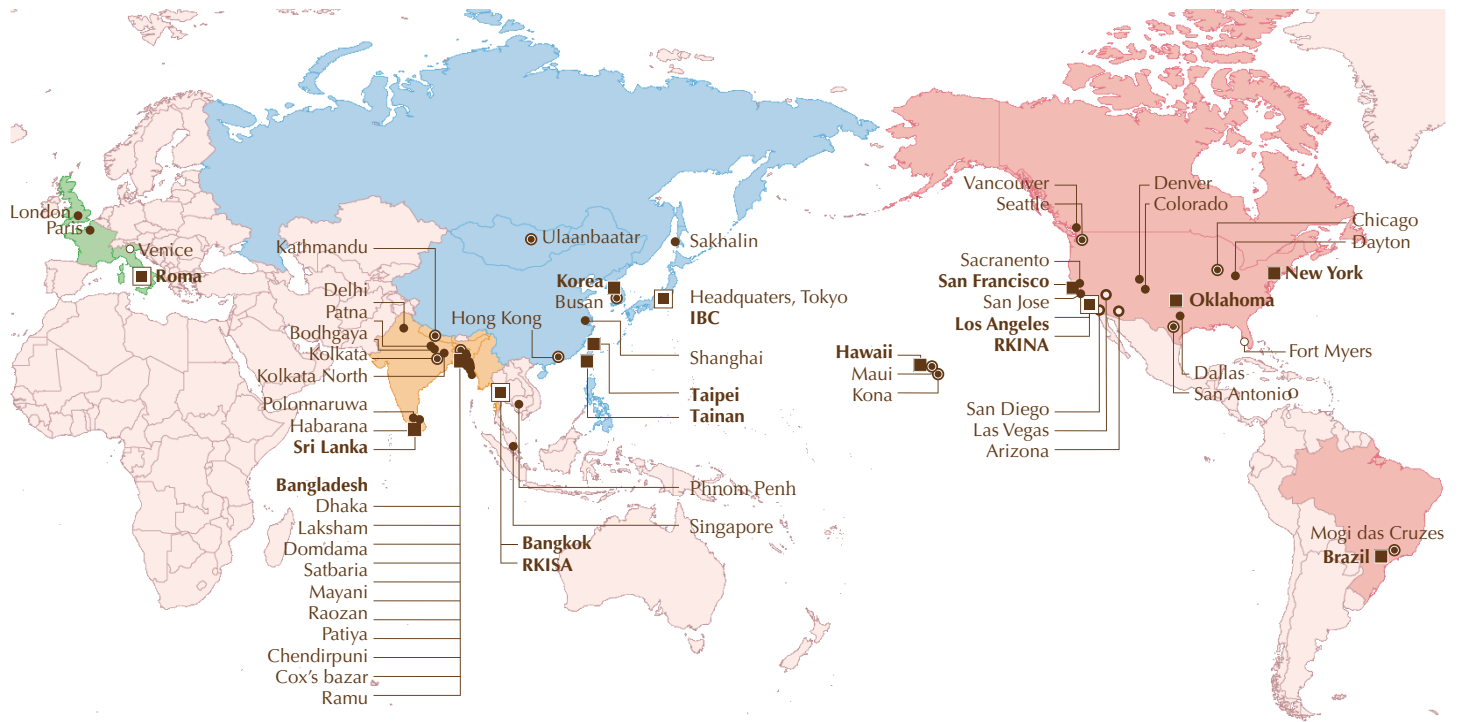 London
Paris
Venice
Roma
Kathmandu
Delhi
Patna
Bodhgaya
Kolkata
Kolkata North
Polonnaruwa
Habarana
Sri Lanka
Bangladesh
Dhaka
Laksham
Domdama
Satbaria
Mayani
Raozan
Patiya
Chendirpuni
Cox's bazar
Ramu
Ulaanbaatar
Sakhalin
Korea
Busan
Headquaters, Tokyo
IBC
Hong Kong
Shanghai
Taipei
Tainan
Phnom Penh
Singapore
Bangkok
RKISA
Hawaii
Maui
Kona
Vancouver
Seattle
Sacranento
San Francisco
San Jose
Los Angeles
RKINA
San Diego
Las Vegas
Arizona
Denver
Colorado
Chicago
Dayton
New York
Oklahoma
Fort Myers
Dallas
San Antonio
Mogi das Cruzes
Brazil